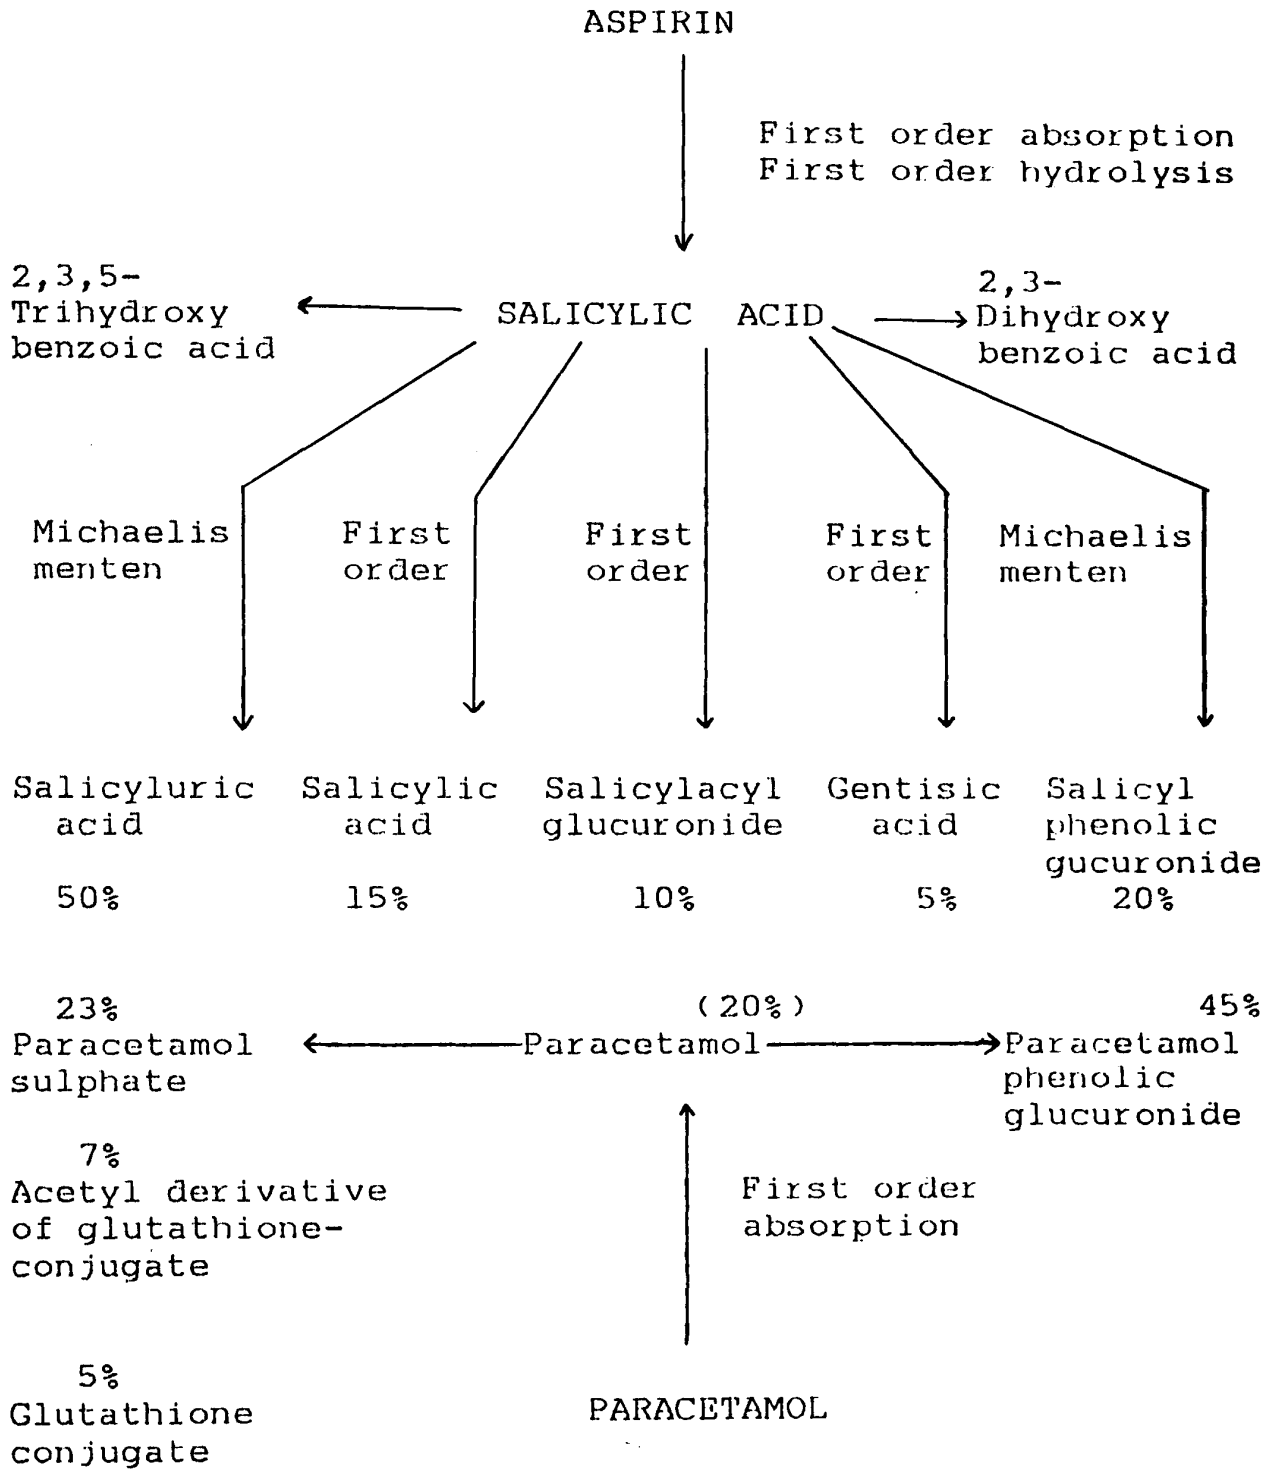 ASPIRIN
First order absorption
First order hydrolysis
2,3,5-
Trihydroxy
benzoic acid
SALICYLIC ACID
2,3-
Dihydroxy
benzoic acid
Michaelis
menten
First
order
First
order
First
order
Michaelis
menten
Salicyluric
acid
50%
Salicylic
acid
15%
Salicylacyl
glucuronide
10%
Gentisic
acid
5%
Salicyl
phenolic
gucuronide
20%
23%
Paracetamol
sulphate
(20%)
Paracetamol
45%
Paracetamol
phenolic
glucuronide
7%
Acetyl derivative
of glutathione-
conjugate
First order
absorption
5%
Glutathione
conjugate
PARACETAMOL